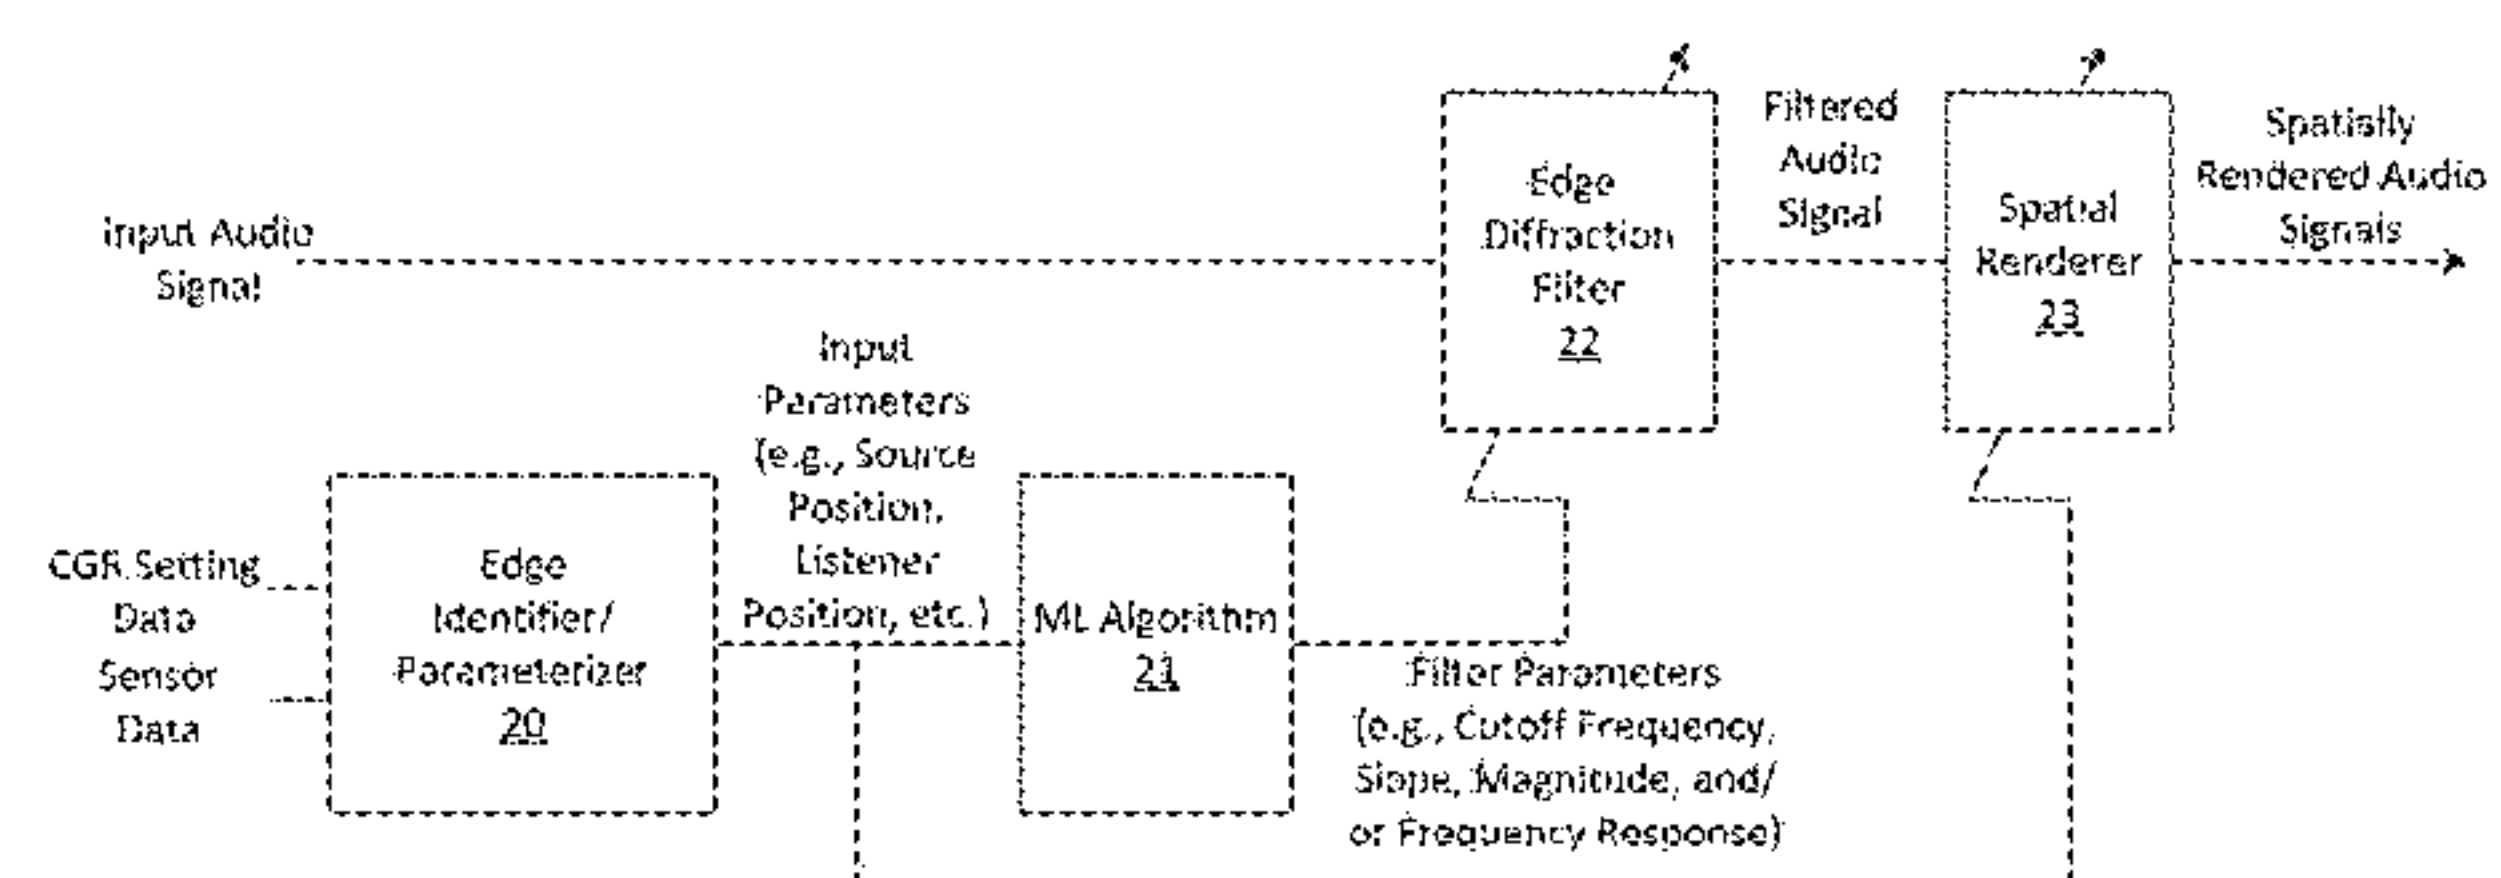 Input Audio
Signal
Edge
Diffraction
Filter
22
Filtered
Audio
Signal
Spatial
Renderer
23
Spatially
Rendered Audio
Signals
CGR Setting
Data
Sensor
Data
Edge
Identifier/
Parameterizer
20
Input
Parameters
(e.g., Source
Position,
Listener
Position, etc.)
ML Algorithm
21
Filter Parameters
(e.g., Cutoff Frequency,
Slope, Magnitude, and/
or Frequency Response)